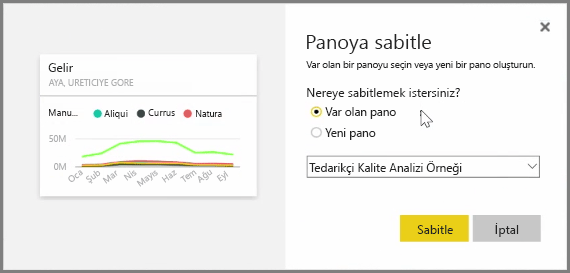 Gelir
AYA, URETICIYE GORE
Manu... Aliqui Currus Natura
50M
0M
Oca Şub Mar Nis Mayıs Haz Tem Ağu Eyl
Panoya sabitle
Var olan bir panoyu seçin veya yeni bir pano oluşturun.
Nereye sabitlemek istersiniz?
Var olan pano
Yeni pano
Tedarikçi Kalite Analizi Örneği
Sabitle İptal